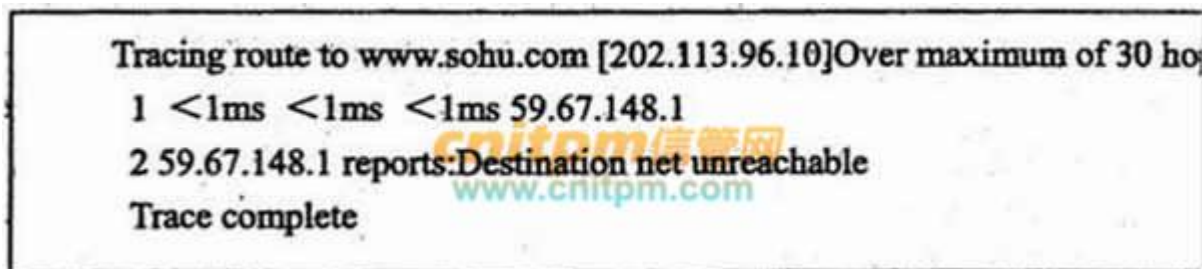 Tracing route to www.sohu.com [202.113.96.10]Over maximum of 30 ho
1 <1ms <1ms <1ms 59.67.148.1
cnitpm信管网
2 59.67.148.1 reports:Destination net unreachable
www.cnitpm.com
Trace complete